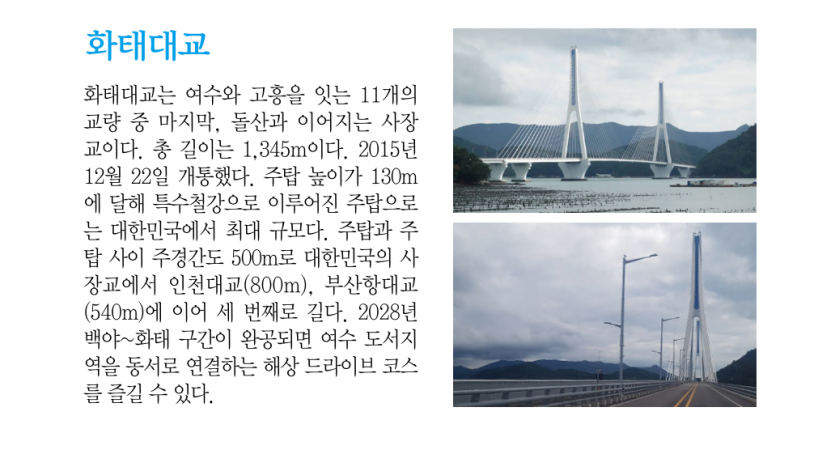 화태대교
화태대교는 여수와 고흥을 잇는 11개의
교량 중 마지막, 돌산과 이어지는 사장
교이다. 총 길이는 1,345m이다. 2015년
12월 22일 개통했다. 주탑 높이가 130m
에 달해 특수철강으로 이루어진 주탑으로
는 대한민국에서 최대 규모다. 주탑과 주
탑 사이 주경간도 500m로 대한민국의 사
장교에서 인천대교(800m), 부산항대교
(540m)에 이어 세 번째로 길다. 2028년
백야~화태 구간이 완공되면 여수 도서지
역을 동서로 연결하는 해상 드라이브 코스
를 즐길 수 있다.